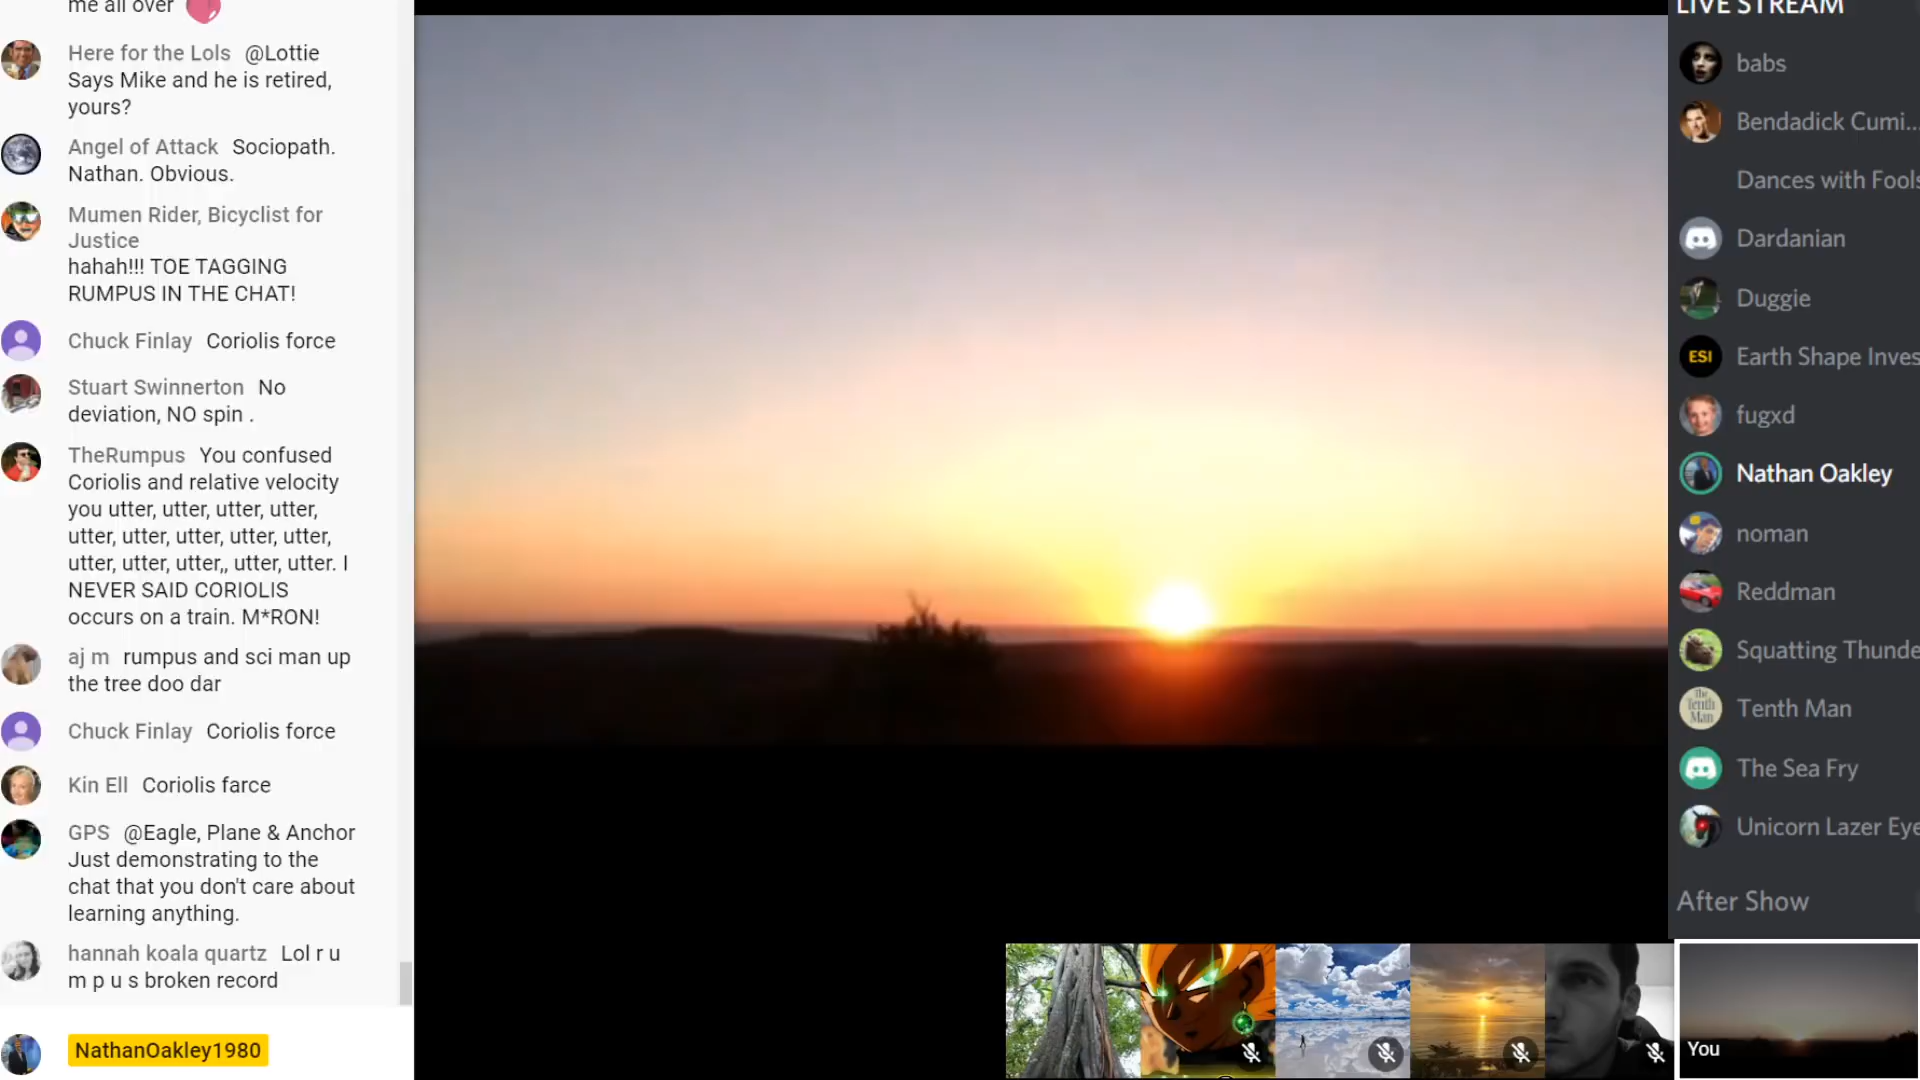 me all over
Here for the Lols @Lottie
Says Mike and he is retired,
yours?
Angel of Attack Sociopath.
Nathan. Obvious.
Mumen Rider, Bicyclist for
Justice
hahah!!! TOE TAGGING
RUMPUS IN THE CHAT!
Chuck Finlay Coriolis force
Stuart Swinnerton No
deviation, NO spin .
TheRumpus You confused
Coriolis and relative velocity
you utter, utter, utter, utter,
utter, utter, utter, utter, utter,
utter, utter, utter,, utter, utter. I
NEVER SAID CORIOLIS
occurs on a train. M*RON!
aj m rumpus and sci man up
the tree doo dar
Chuck Finlay Coriolis force
Kin Ell Coriolis farce
GPS @Eagle, Plane & Anchor
Just demonstrating to the
chat that you don't care about
learning anything.
hannah koala quartz Lol r u
m p u s broken record
NathanOakley1980
LIVE STREAM
babs
Bendadick Cumi...
Dances with Fools
Dardanian
Duggie
ESI
Earth Shape Inves
fugxd
Nathan Oakley
noman
Reddman
Squatting Thunde
The
Tenth
Man
Tenth Man
The Sea Fry
Unicorn Lazer Eye
After Show
You